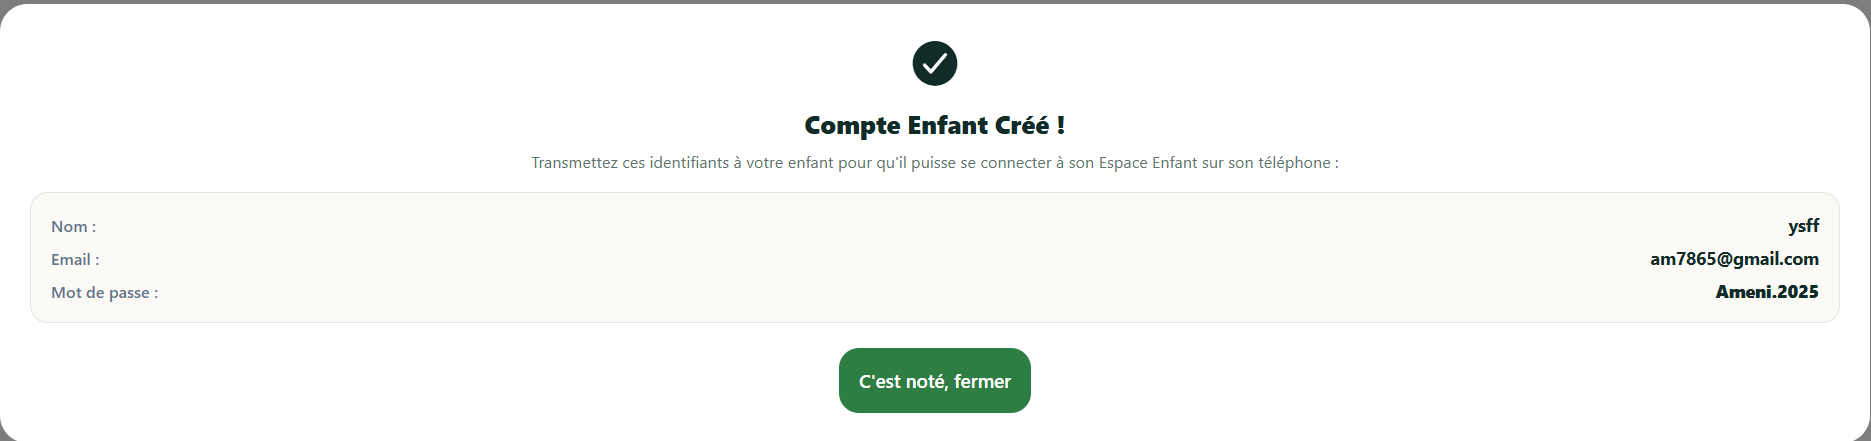 Compte Enfant Créé !
Transmettez ces identifiants à votre enfant pour qu'il puisse se connecter à son Espace Enfant sur son téléphone :
Nom : ysff
Email : am7865@gmail.com
Mot de passe : Ameni.2025
C'est noté, fermer